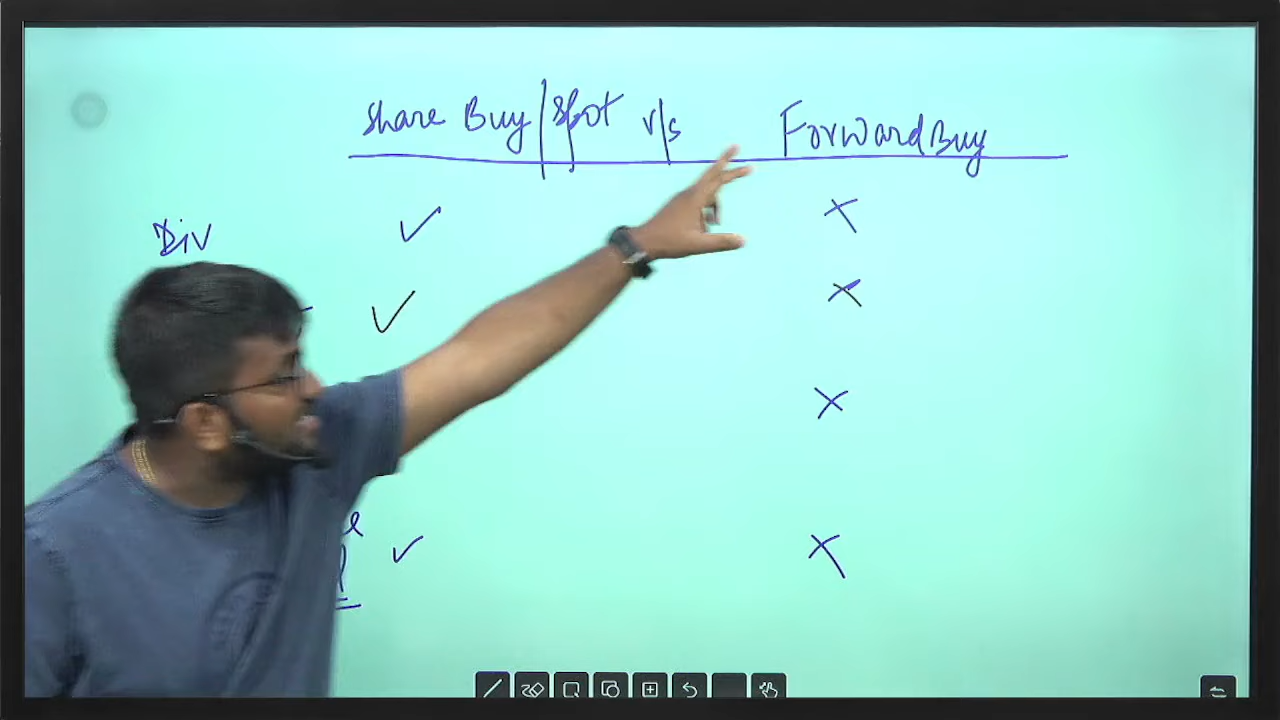 Share Buy/Spot v/s Forward Buy
Div ✓ ×
✓ ×
×
✓ ×